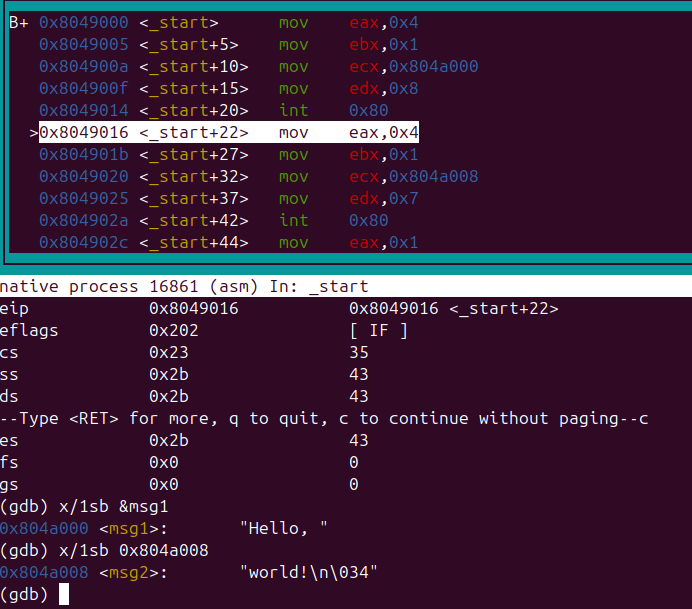 B+ 0x8049000 <_start>      mov    eax,0x4
0x8049005 <_start+5>    mov    ebx,0x1
0x804900a <_start+10>   mov    ecx,0x804a000
0x804900f <_start+15>   mov    edx,0x8
0x8049014 <_start+20>   int    0x80
>0x8049016 <_start+22>   mov    eax,0x4
0x804901b <_start+27>   mov    ebx,0x1
0x8049020 <_start+32>   mov    ecx,0x804a008
0x8049025 <_start+37>   mov    edx,0x7
0x804902a <_start+42>   int    0x80
0x804902c <_start+44>   mov    eax,0x1
native process 16861 (asm) In: _start
eip            0x8049016           0x8049016 <_start+22>
eflags         0x202               [ IF ]
cs             0x23                35
ss             0x2b                43
ds             0x2b                43
--Type <RET> for more, q to quit, c to continue without paging--c
es             0x2b                43
fs             0x0                 0
gs             0x0                 0
(gdb) x/1sb &msg1
0x804a000 <msg1>:       "Hello, "
(gdb) x/1sb 0x804a008
0x804a008 <msg2>:       "world!\n\034"
(gdb)